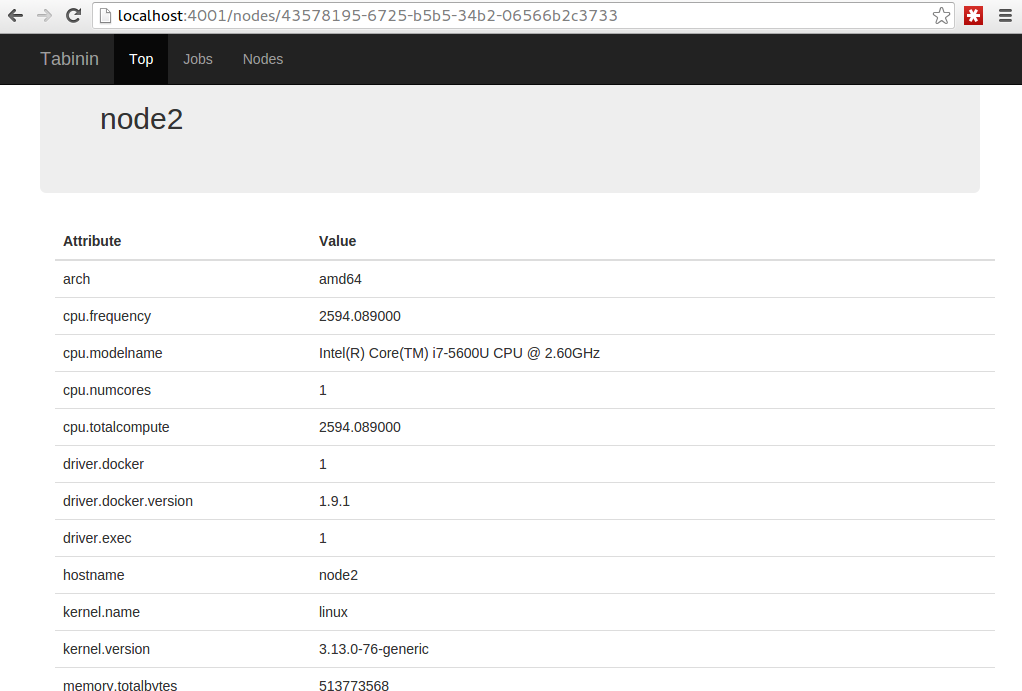 localhost:4001/nodes/43578195-6725-b5b5-34b2-06566b2c3733
Tabinin Top Jobs Nodes
node2
Attribute Value
arch amd64
cpu.frequency 2594.089000
cpu.modelname Intel(R) Core(TM) i7-5600U CPU @ 2.60GHz
cpu.numcores 1
cpu.totalcompute 2594.089000
driver.docker 1
driver.docker.version 1.9.1
driver.exec 1
hostname node2
kernel.name linux
kernel.version 3.13.0-76-generic
memory.totalbytes 513773568